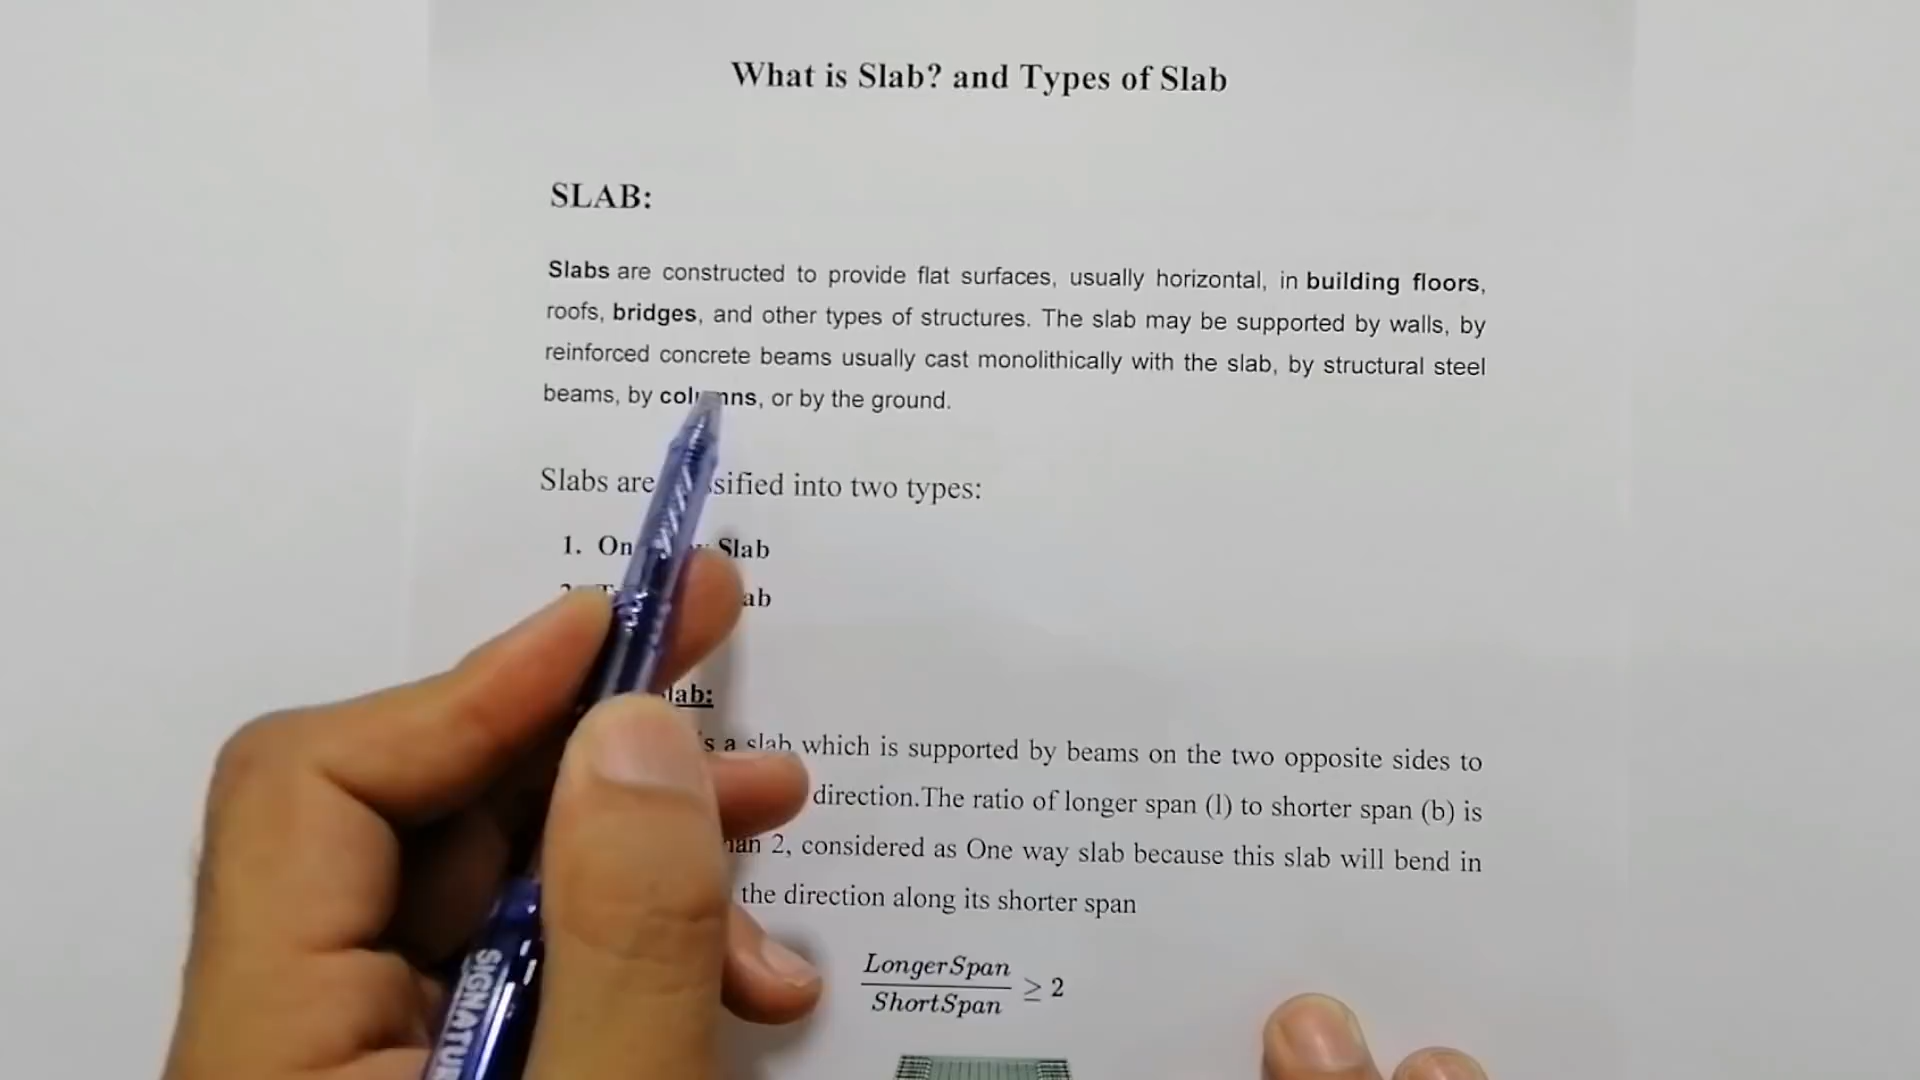 What is Slab? and Types of Slab
SLAB:
Slabs are constructed to provide flat surfaces, usually horizontal, in building floors,
roofs, bridges, and other types of structures. The slab may be supported by walls, by
reinforced concrete beams usually cast monolithically with the slab, by structural steel
beams, by columns, or by the ground.
Slabs are into two types:
1. Slab
lab:
a slab which is supported by beams on the two opposite sides to
direction.The ratio of longer span (l) to shorter span (b) is
2, considered as One way slab because this slab will bend in
the direction along its shorter span
LongerSpan
ShortSpan
≥ 2
SIGNATU